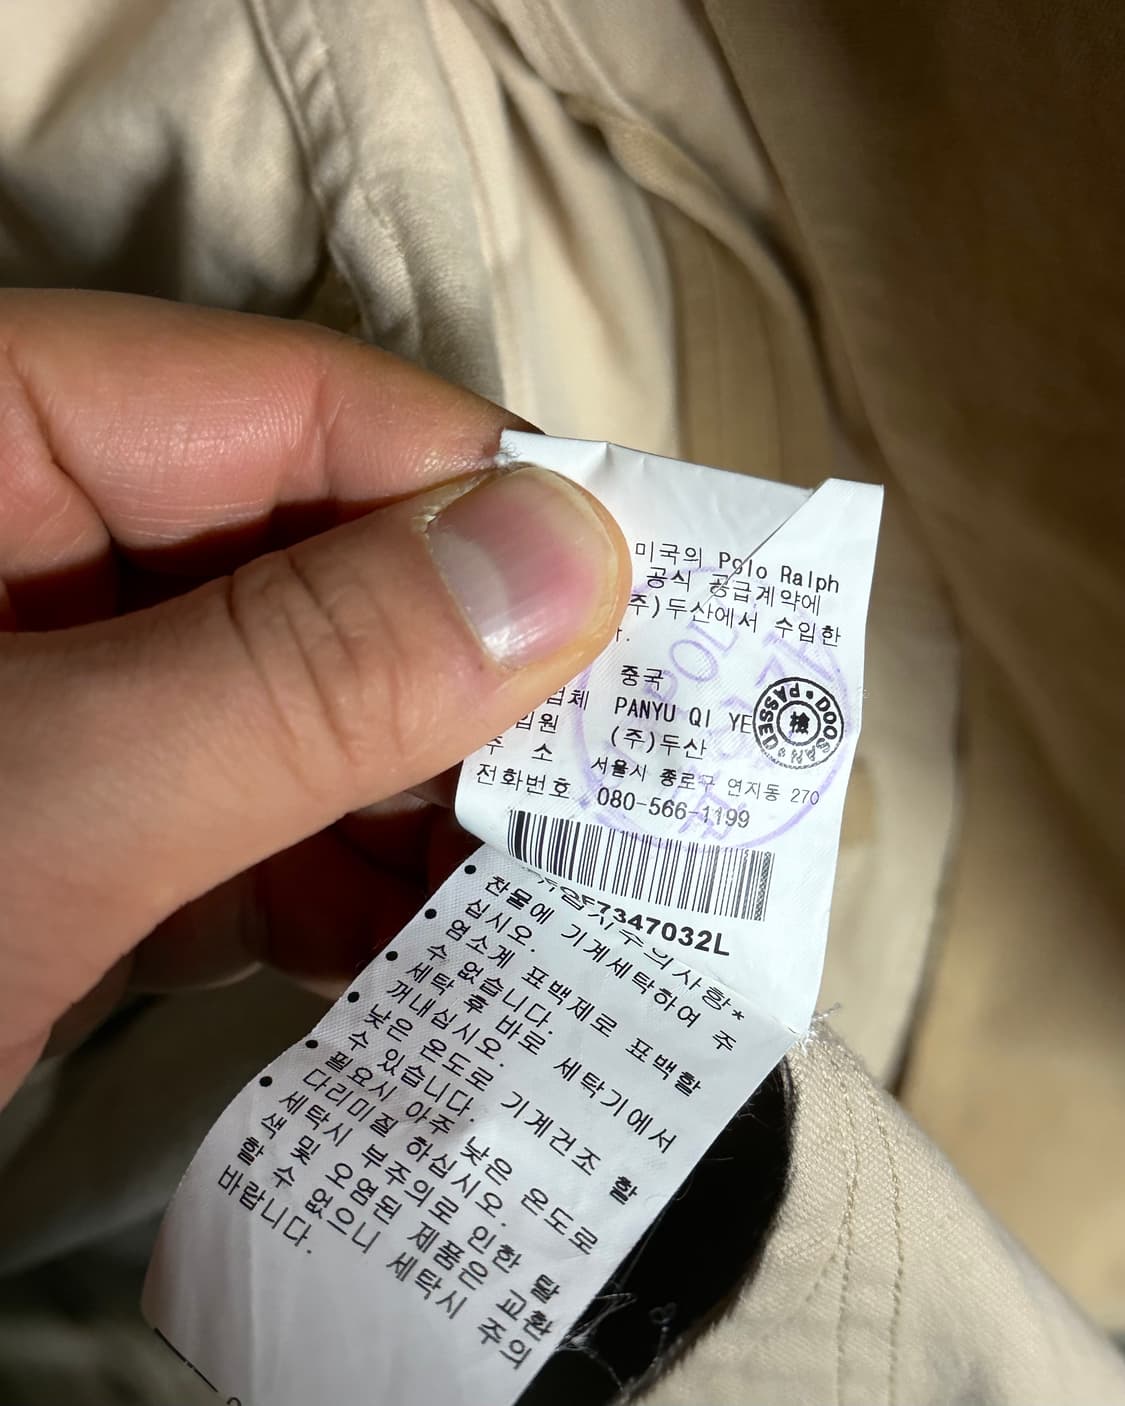 미국의 Polo Ralph
공식 공급계약에
주)두산에서 수입한
중국
업체 PANYU QI YE
입원 (주)두산
주 소 서울시 종로구 연지동 270
전화번호 080-566-1199
DOOSAN PASSED
檢
7347032L
주의사항*
찬물에 기계세탁하여 주
십시오.
염소계 표백제로 표백할
수 없습니다.
세탁 후 바로 세탁기에서
꺼내십시오.
낮은 온도로 기계건조 할
수 있습니다.
필요시 아주 낮은 온도로
다리미질 하십시오.
세탁시 부주의로 인한 탈
색 및 오염된 제품은 교환
할 수 없으니 세탁시 주의
바랍니다.